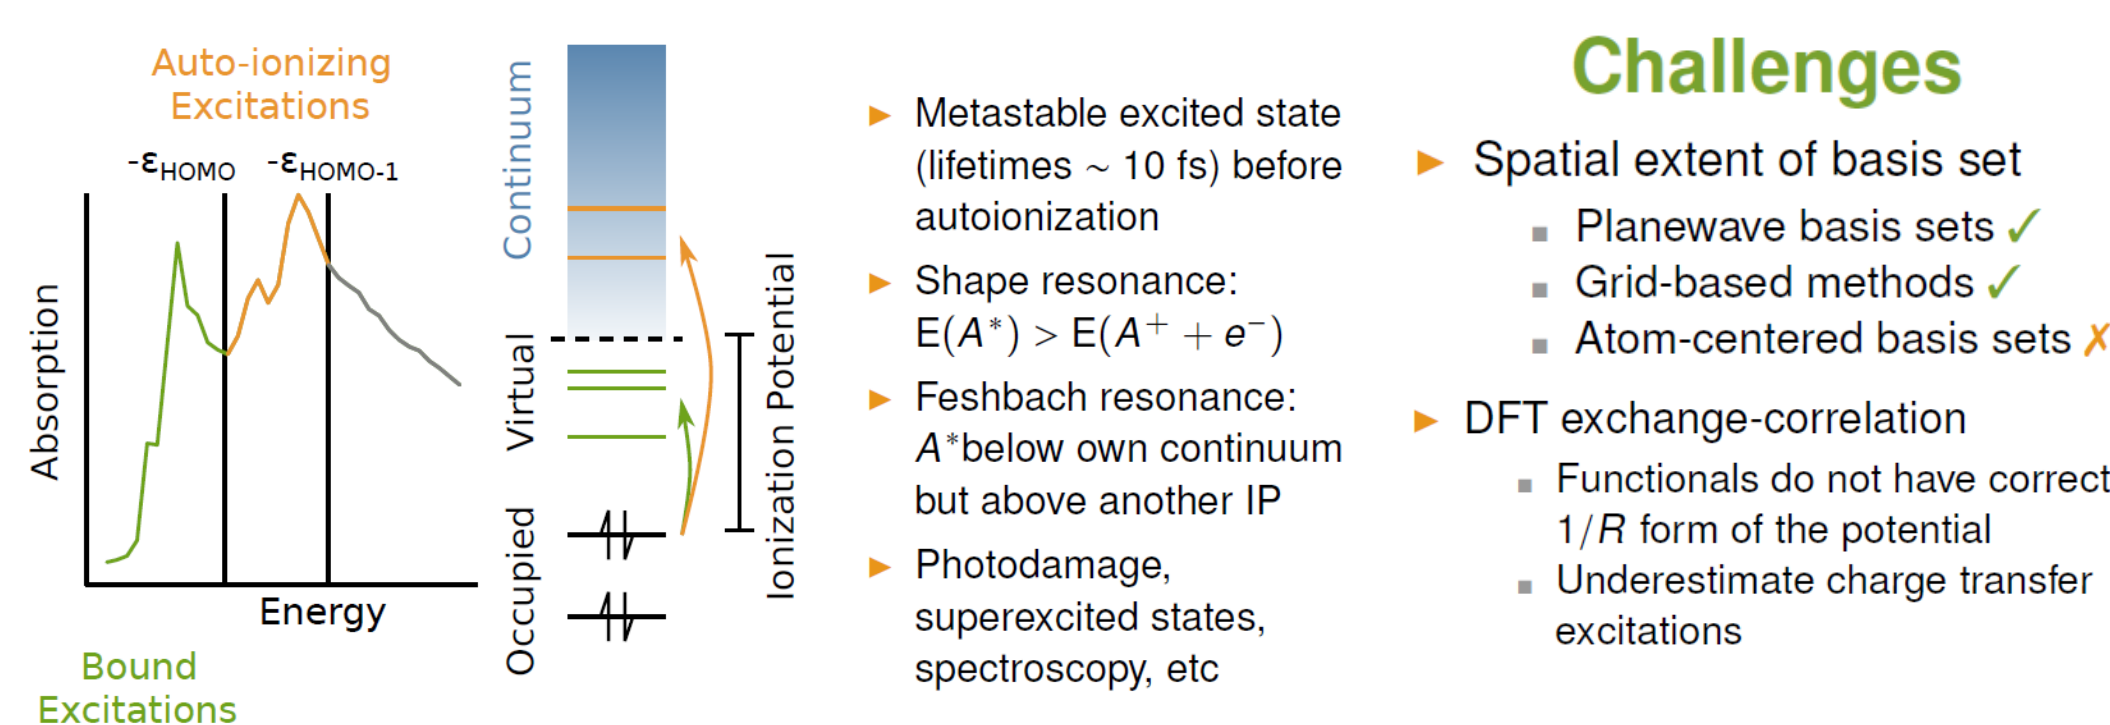 Auto-ionizing
Excitations
-εHOMO
-εHOMO-1
Absorption
Energy
Bound
Excitations
Continuum
Virtual
Occupied
Ionization Potential
► Metastable excited state
(lifetimes ∼ 10 fs) before
autoionization
► Shape resonance:
E(A*) > E(A⁺ + e⁻)
► Feshbach resonance:
A*below own continuum
but above another IP
► Photodamage,
superexcited states,
spectroscopy, etc
Challenges
► Spatial extent of basis set
■ Planewave basis sets ✓
■ Grid-based methods ✓
■ Atom-centered basis sets ✗
► DFT exchange-correlation
■ Functionals do not have correct
1/R form of the potential
■ Underestimate charge transfer
excitations